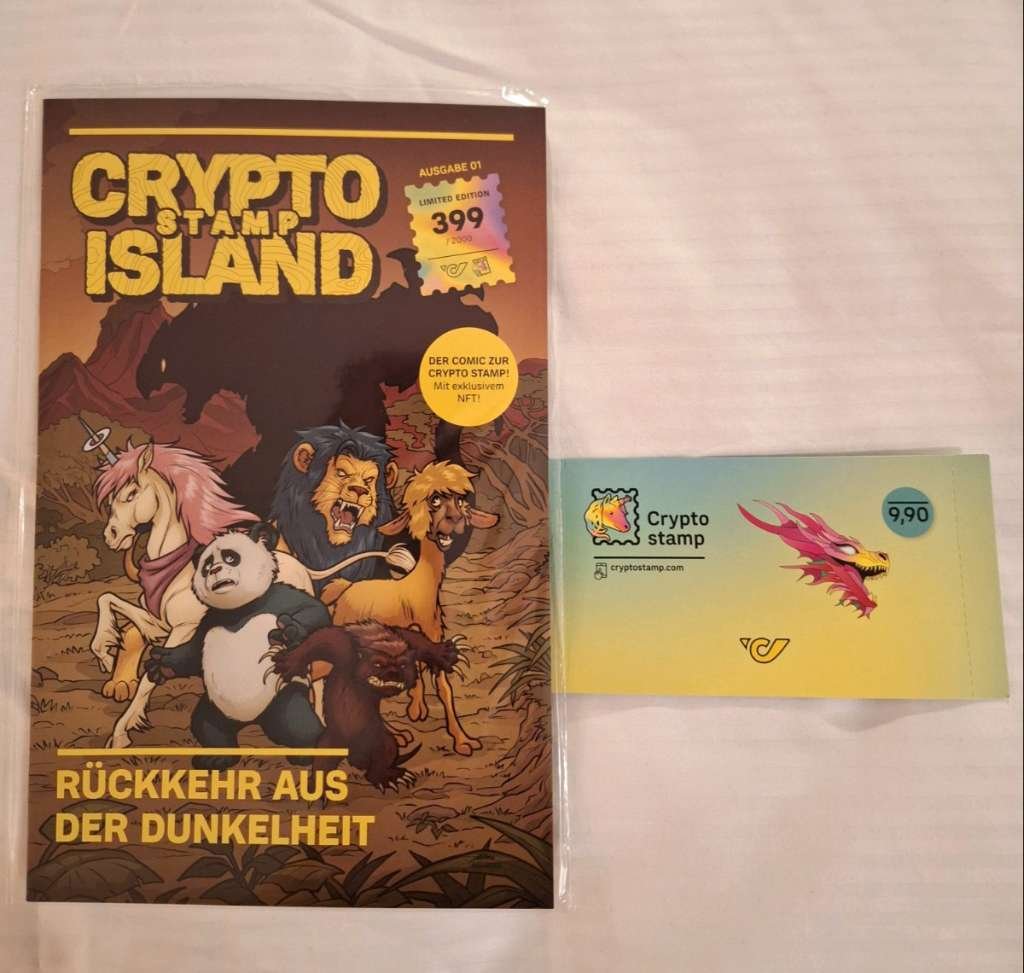 CRYPTO
STAMP
ISLAND
AUSGABE 01
LIMITED EDITION
399
/2000
DER COMIC ZUR
CRYPTO STAMP!
Mit exklusivem
NFT!
RÜCKKEHR AUS
DER DUNKELHEIT
Crypto
stamp
cryptostamp.com
9,90